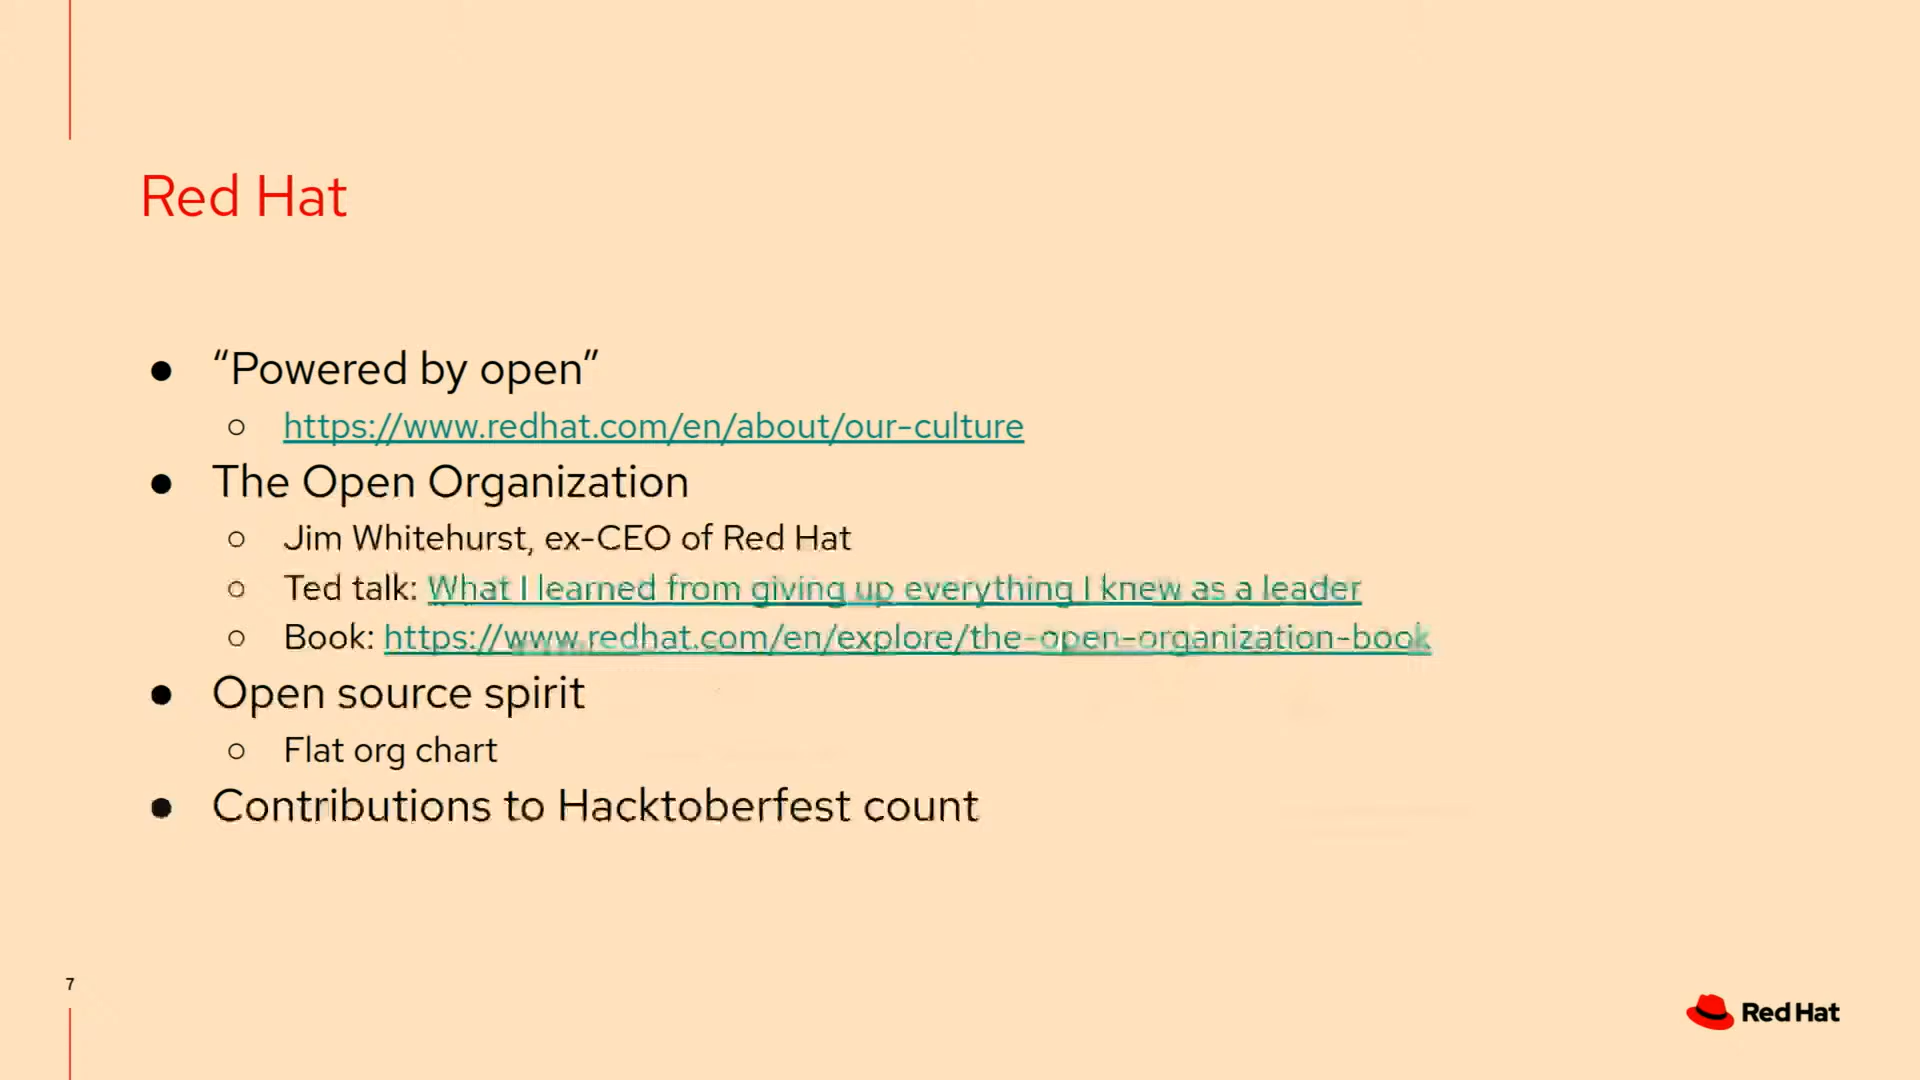 Red Hat
● “Powered by open”
○ https://www.redhat.com/en/about/our-culture
● The Open Organization
○ Jim Whitehurst, ex-CEO of Red Hat
○ Ted talk: What I learned from giving up everything I knew as a leader
○ Book: https://www.redhat.com/en/explore/the-open-organization-book
● Open source spirit
○ Flat org chart
● Contributions to Hacktoberfest count
7
Red Hat